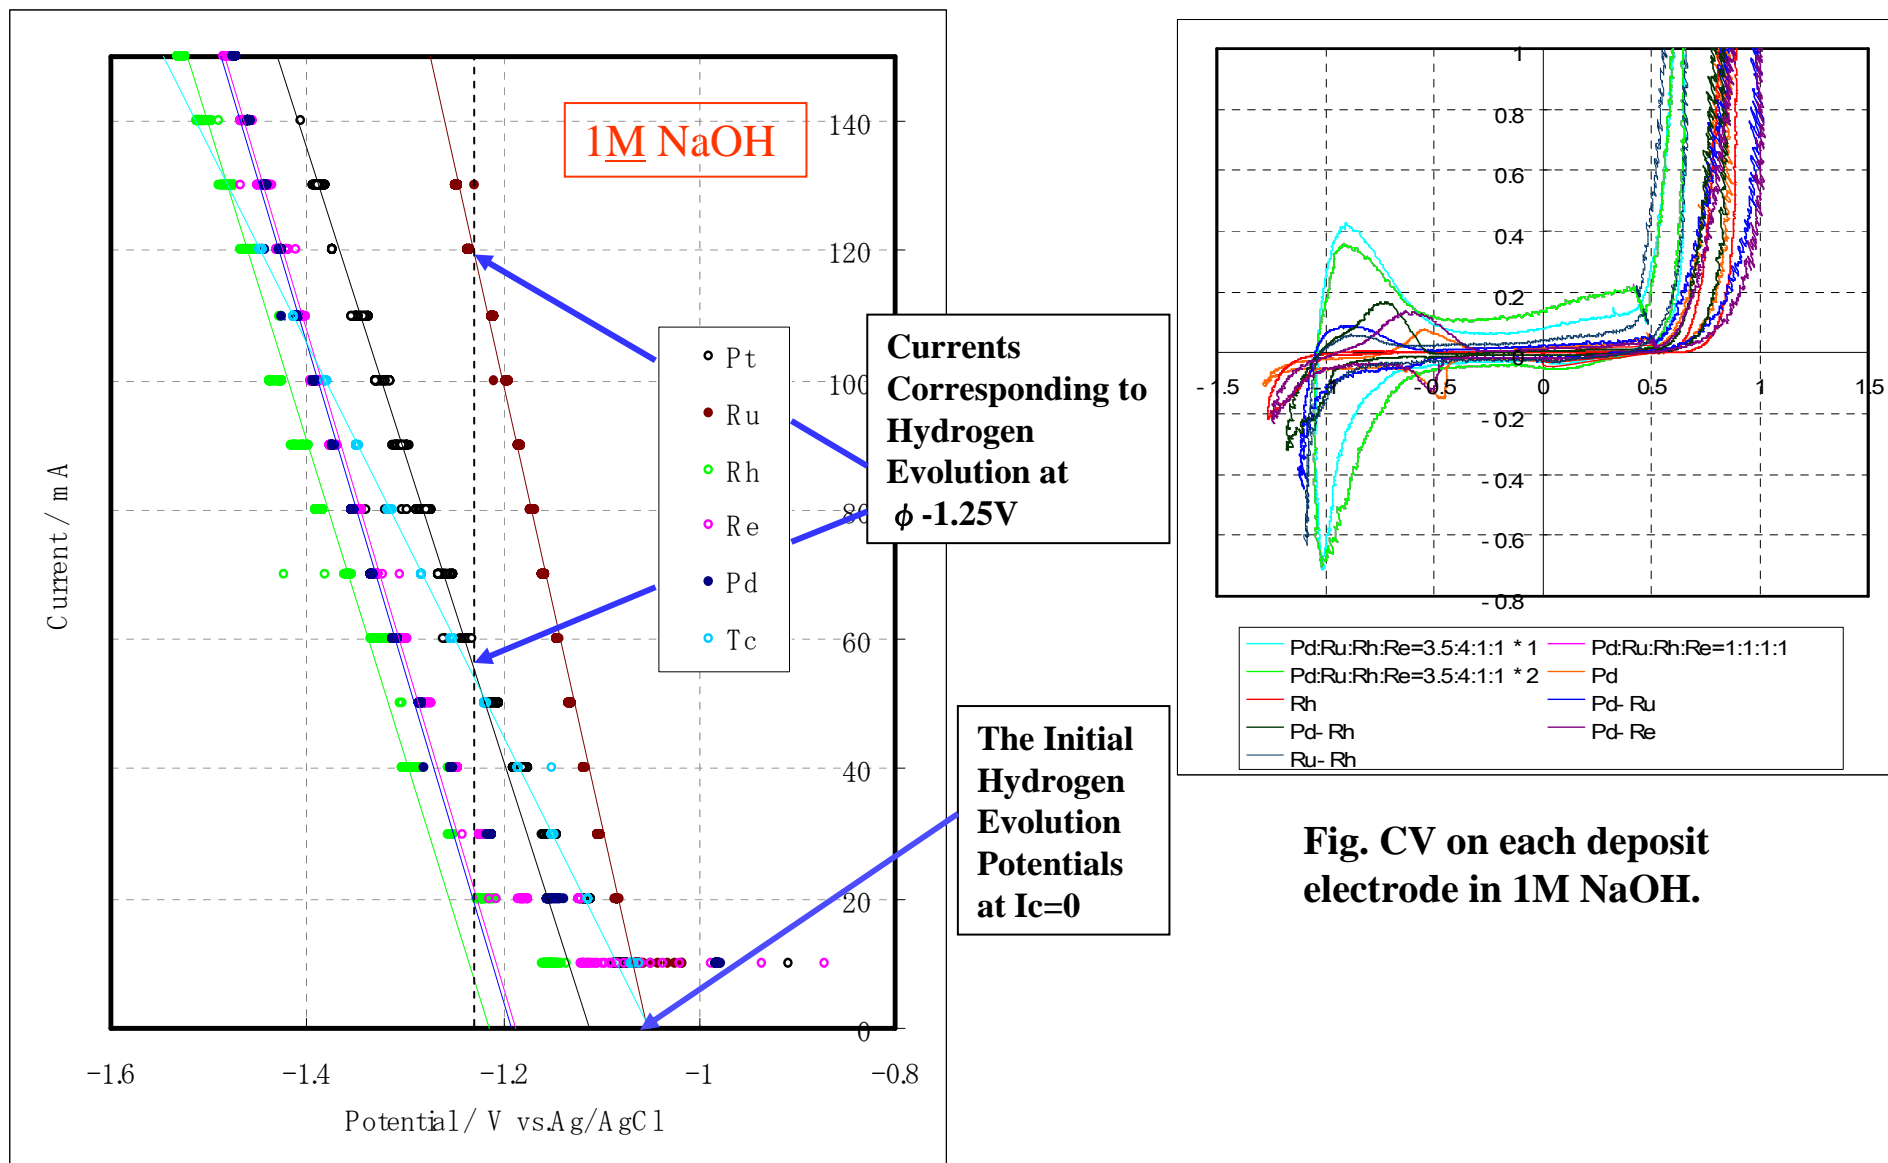 1M NaOH
140
120
100
80
60
40
20
0
Current / mA
-1.6
-1.4
-1.2
-1
-0.8
Potential / V vs.Ag/AgCl
Pt
Ru
Rh
Re
Pd
Tc
Currents
Corresponding to
Hydrogen
Evolution at
ϕ -1.25V
The Initial
Hydrogen
Evolution
Potentials
at Ic=0
1
0.8
0.6
0.4
0.2
0
-0.2
-0.4
-0.6
-0.8
-1.5
-1
-0.5
0
0.5
1
1.5
Pd:Ru:Rh:Re=3.5:4:1:1 *1
Pd:Ru:Rh:Re=1:1:1:1
Pd:Ru:Rh:Re=3.5:4:1:1 *2
Pd
Rh
Pd-Ru
Pd-Rh
Pd-Re
Ru-Rh
Fig. CV on each deposit
electrode in 1M NaOH.